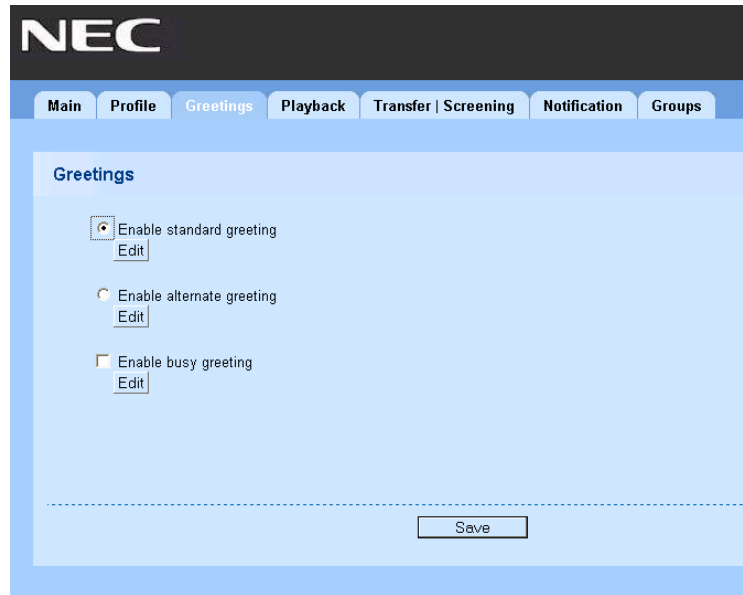 NEC
Main Profile Greetings Playback Transfer | Screening Notification Groups
Greetings
Enable standard greeting
Edit
Enable alternate greeting
Edit
Enable busy greeting
Edit
Save